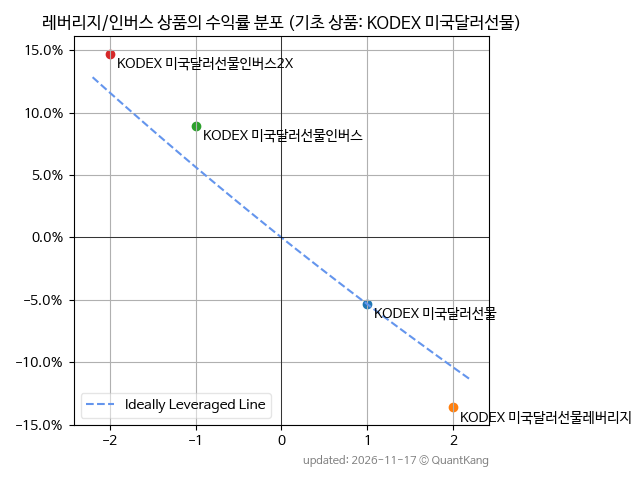 레버리지/인버스 상품의 수익률 분포 (기초 상품: KODEX 미국달러선물)
15.0%
KODEX 미국달러선물인버스2X
10.0%
KODEX 미국달러선물인버스
5.0%
0.0%
−5.0%
KODEX 미국달러선물
−10.0%
Ideally Leveraged Line
KODEX 미국달러선물레버리지
−15.0%
−2 −1 0 1 2
updated: 2026-11-17 © QuantKang